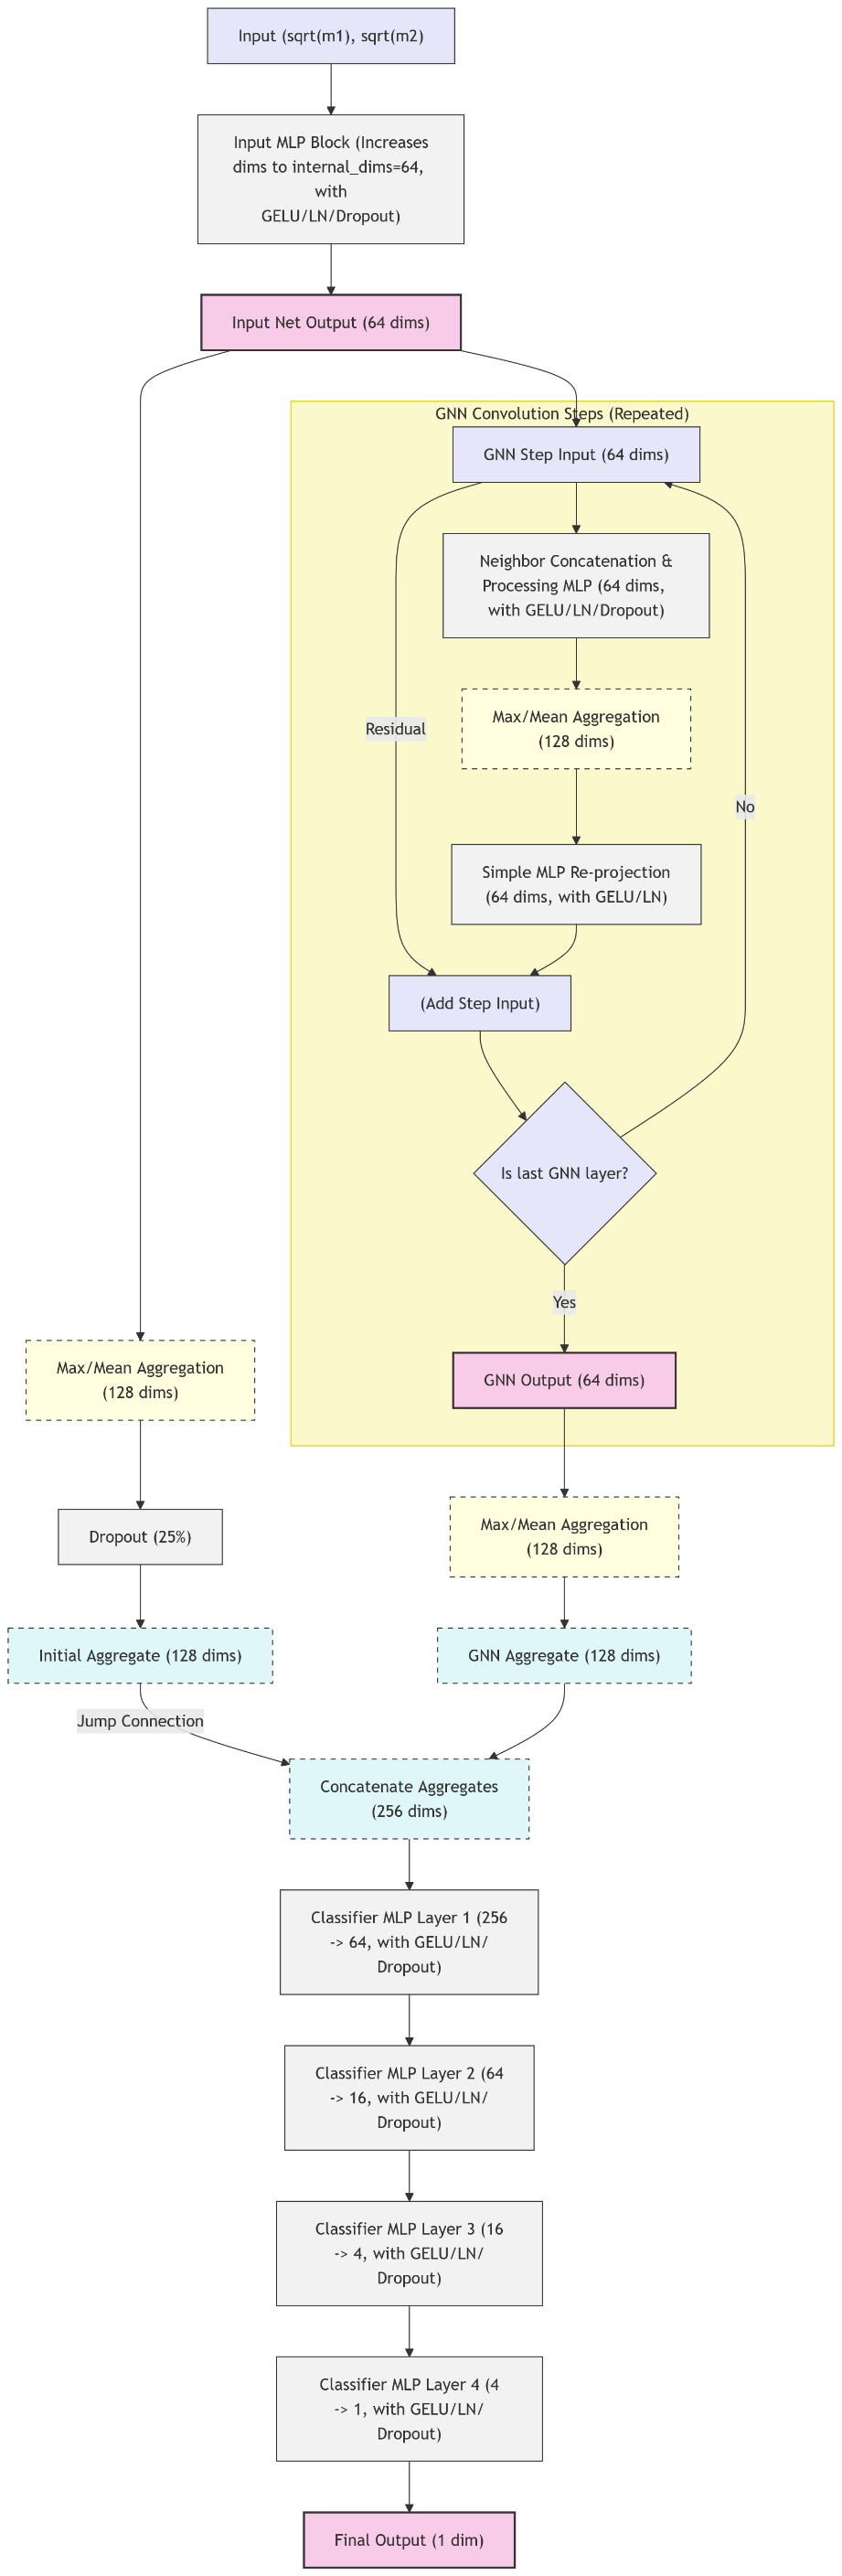 Input (sqrt(m1), sqrt(m2)
Input MLP Block (Increases
dims to internal_dims=64,
with
GELU/LN/Dropout)
Input Net Output (64 dims)
GNN Convolution Steps (Repeated)
GNN Step Input (64 dims)
Neighbor Concatenation &
Processing MLP (64 dims,
with GELU/LN/Dropout)
Residual
Max/Mean Aggregation
(128 dims)
No
Simple MLP Re-projection
(64 dims, with GELU/LN)
(Add Step Input)
Is last GNN layer?
Yes
Max/Mean Aggregation
(128 dims)
GNN Output (64 dims)
Dropout (25%)
Max/Mean Aggregation
(128 dims)
Initial Aggregate (128 dims)
GNN Aggregate (128 dims)
Jump Connection
Concatenate Aggregates
(256 dims)
Classifier MLP Layer 1 (256
-> 64, with GELU/LN/
Dropout)
Classifier MLP Layer 2 (64
-> 16, with GELU/LN/
Dropout)
Classifier MLP Layer 3 (16
-> 4, with GELU/LN/
Dropout)
Classifier MLP Layer 4 (4
-> 1, with GELU/LN/
Dropout)
Final Output (1 dim)